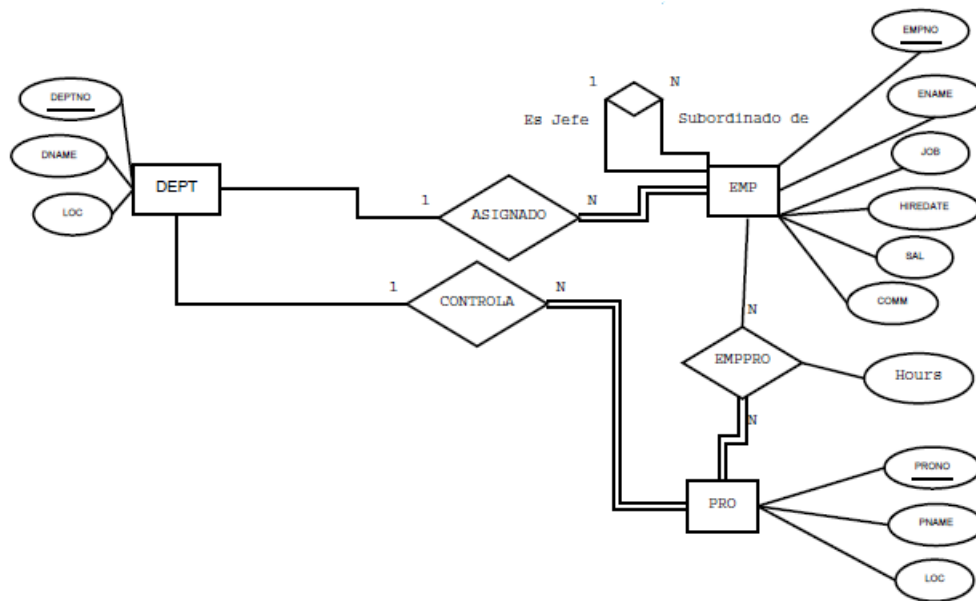 EMPNO
1
N
DEPTNO
ENAME
Es Jefe
Subordinado de
DNAME
JOB
DEPT
EMP
LOC
1
ASIGNADO
N
HIREDATE
SAL
1
CONTROLA
N
COMM
N
EMPPRO
Hours
N
PRONO
PRO
PNAME
LOC